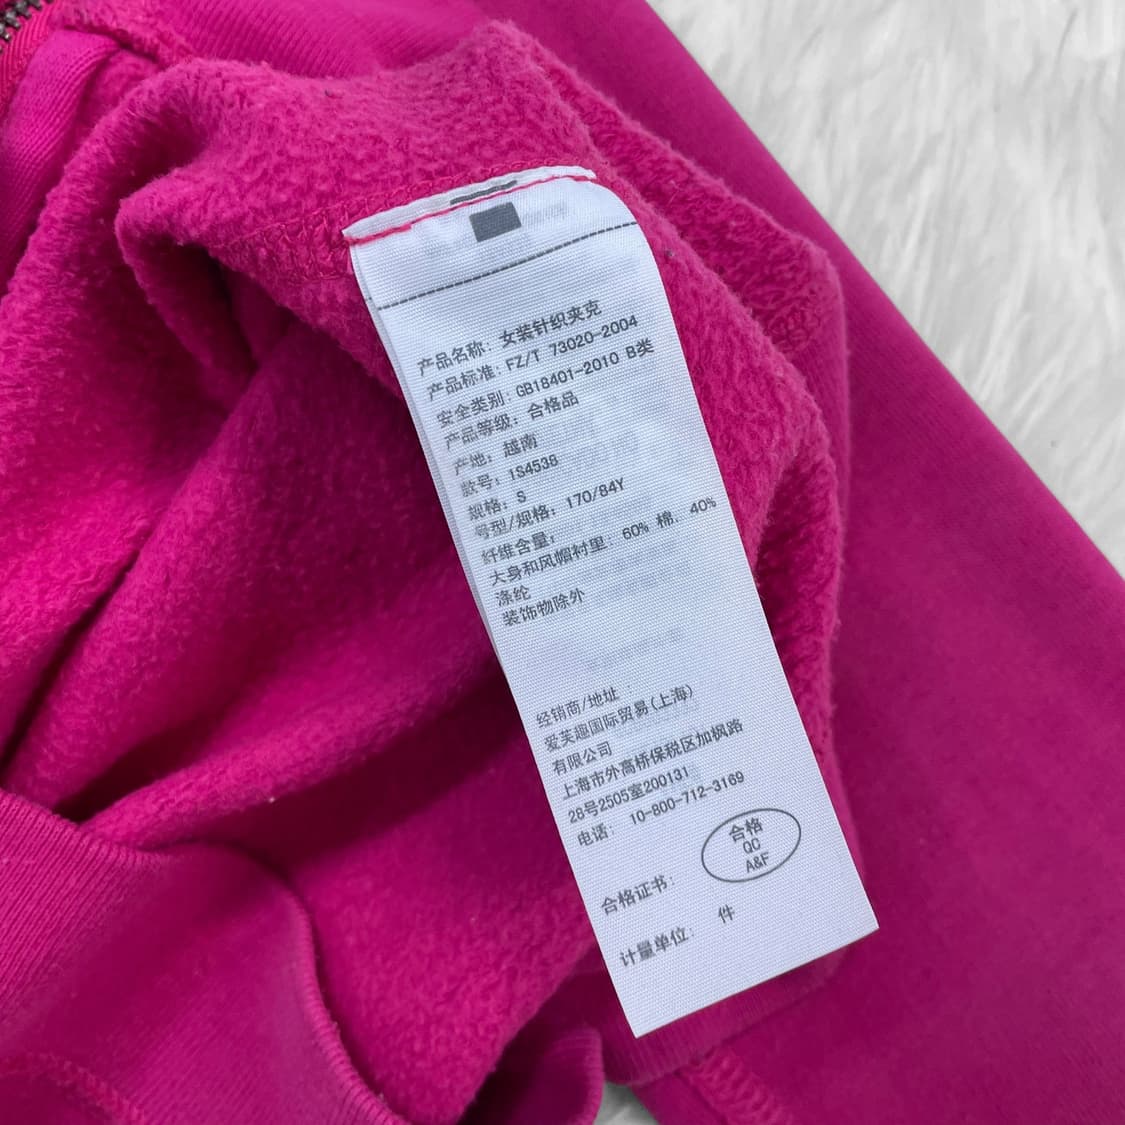 产品名称: 女装针织夹克
产品标准: FZ/T 73020-2004
安全类别: GB18401-2010 B类
产品等级: 合格品
产地: 越南
款号: 1S4538
规格: S
号型/规格: 170/84Y
纤维含量:
大身和风帽衬里: 60% 棉, 40%
涤纶
装饰物除外
经销商/地址
爱芙趣国际贸易(上海)
有限公司
上海市外高桥保税区加枫路
28号2505室200131
电话: 10-800-712-3169
合格
QC
A&F
合格证书:
计量单位: 件